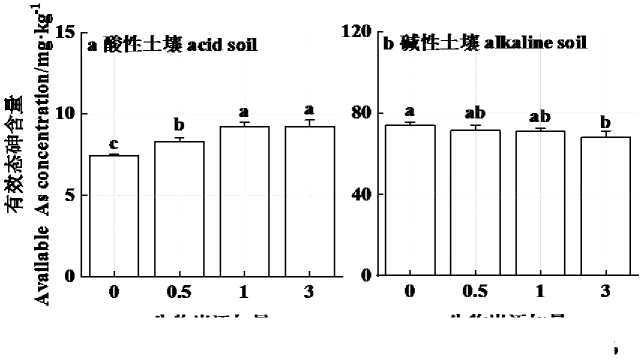 有效态砷含量
Available As concentration/mg·kg⁻¹
a 酸性土壤 acid soil
15
10
5
0
c
b
a
a
0
0.5
1
3
b 碱性土壤 alkaline soil
120
80
40
0
a
ab
ab
b
0
0.5
1
3